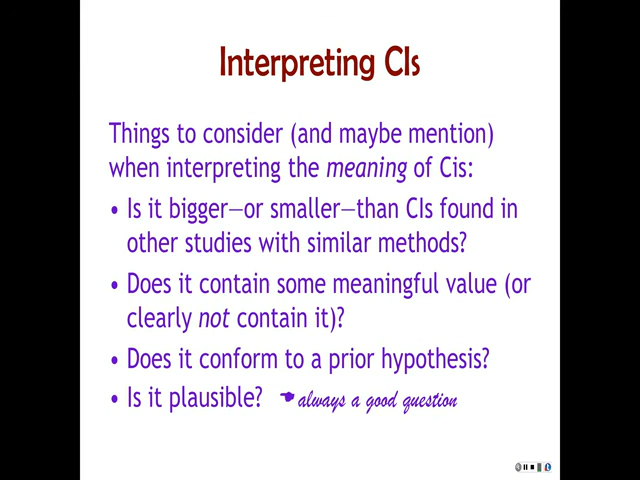 Interpreting CIs
Things to consider (and maybe mention)
when interpreting the meaning of Cis:
• Is it bigger—or smaller—than CIs found in
other studies with similar methods?
• Does it contain some meaningful value (or
clearly not contain it)?
• Does it conform to a prior hypothesis?
• Is it plausible? ☚ always a good question